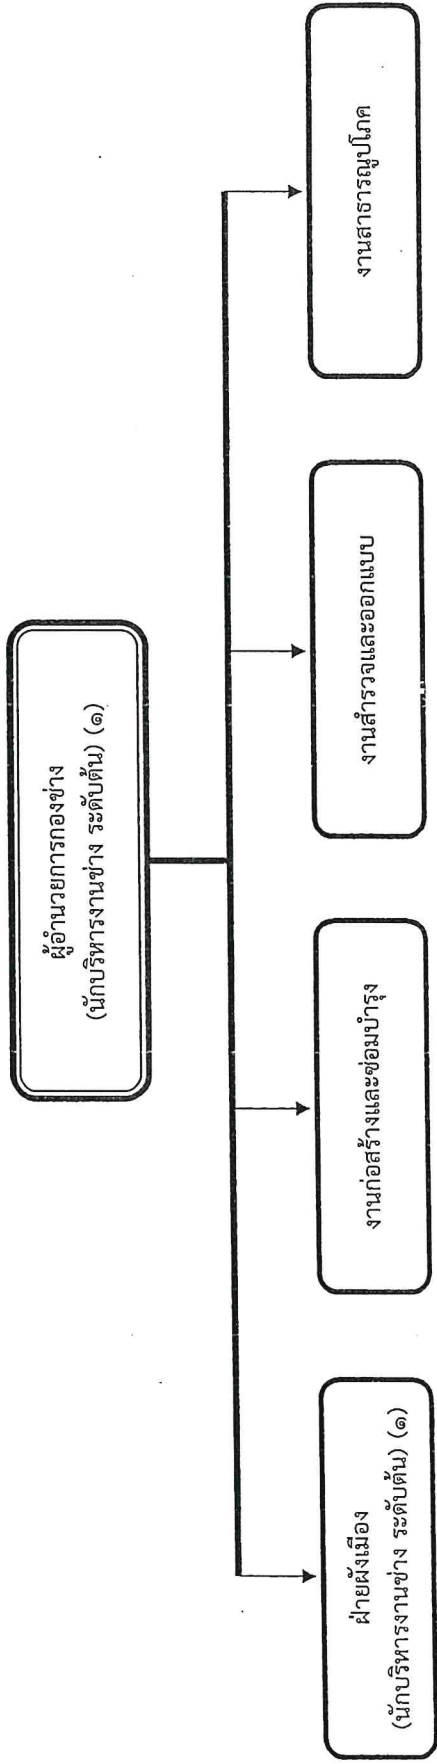 ผู้อำนวยการกองช่าง
(นักบริหารงานช่าง ระดับต้น) (๑)
ฝ่ายผังเมือง
(นักบริหารงานช่าง ระดับต้น) (๑)
งานก่อสร้างและซ่อมบำรุง
งานสำรวจและออกแบบ
งานสาธารณูปโภค